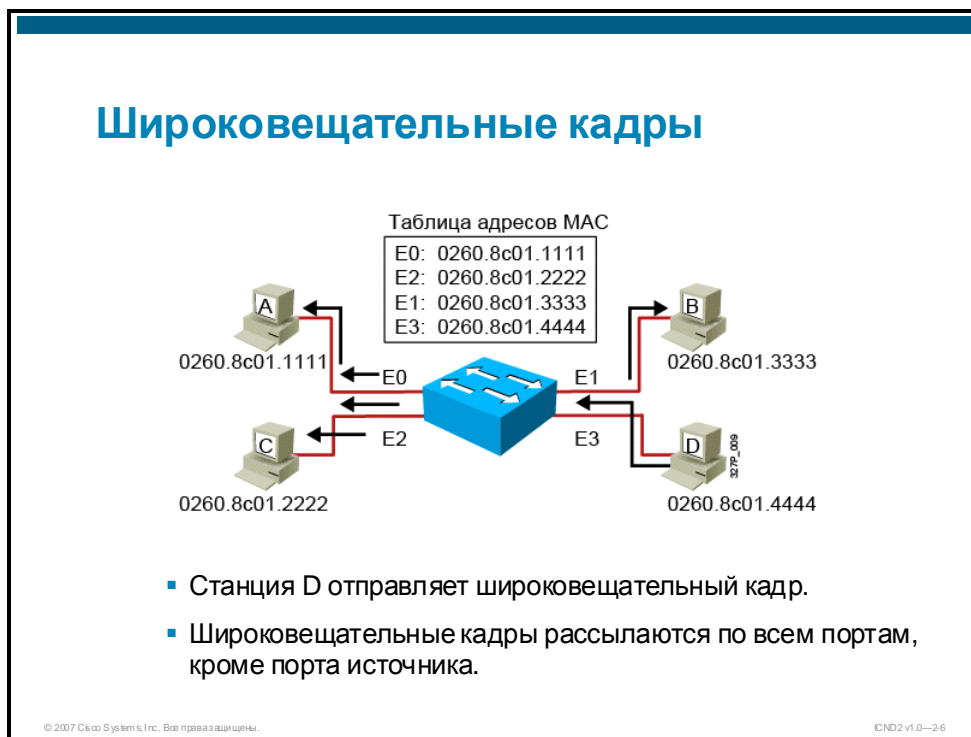 Широковещательные кадры
Таблица адресов MAC
E0: 0260.8c01.1111
E2: 0260.8c01.2222
E1: 0260.8c01.3333
E3: 0260.8c01.4444
A
B
0260.8c01.1111
0260.8c01.3333
E0
E1
E2
E3
C
D
327P_009
0260.8c01.2222
0260.8c01.4444
▪ Станция D отправляет широковещательный кадр.
▪ Широковещательные кадры рассылаются по всем портам,
кроме порта источника.
© 2007 Cisco Systems, Inc. Все права защищены.
ICND2 v1.0—2-6